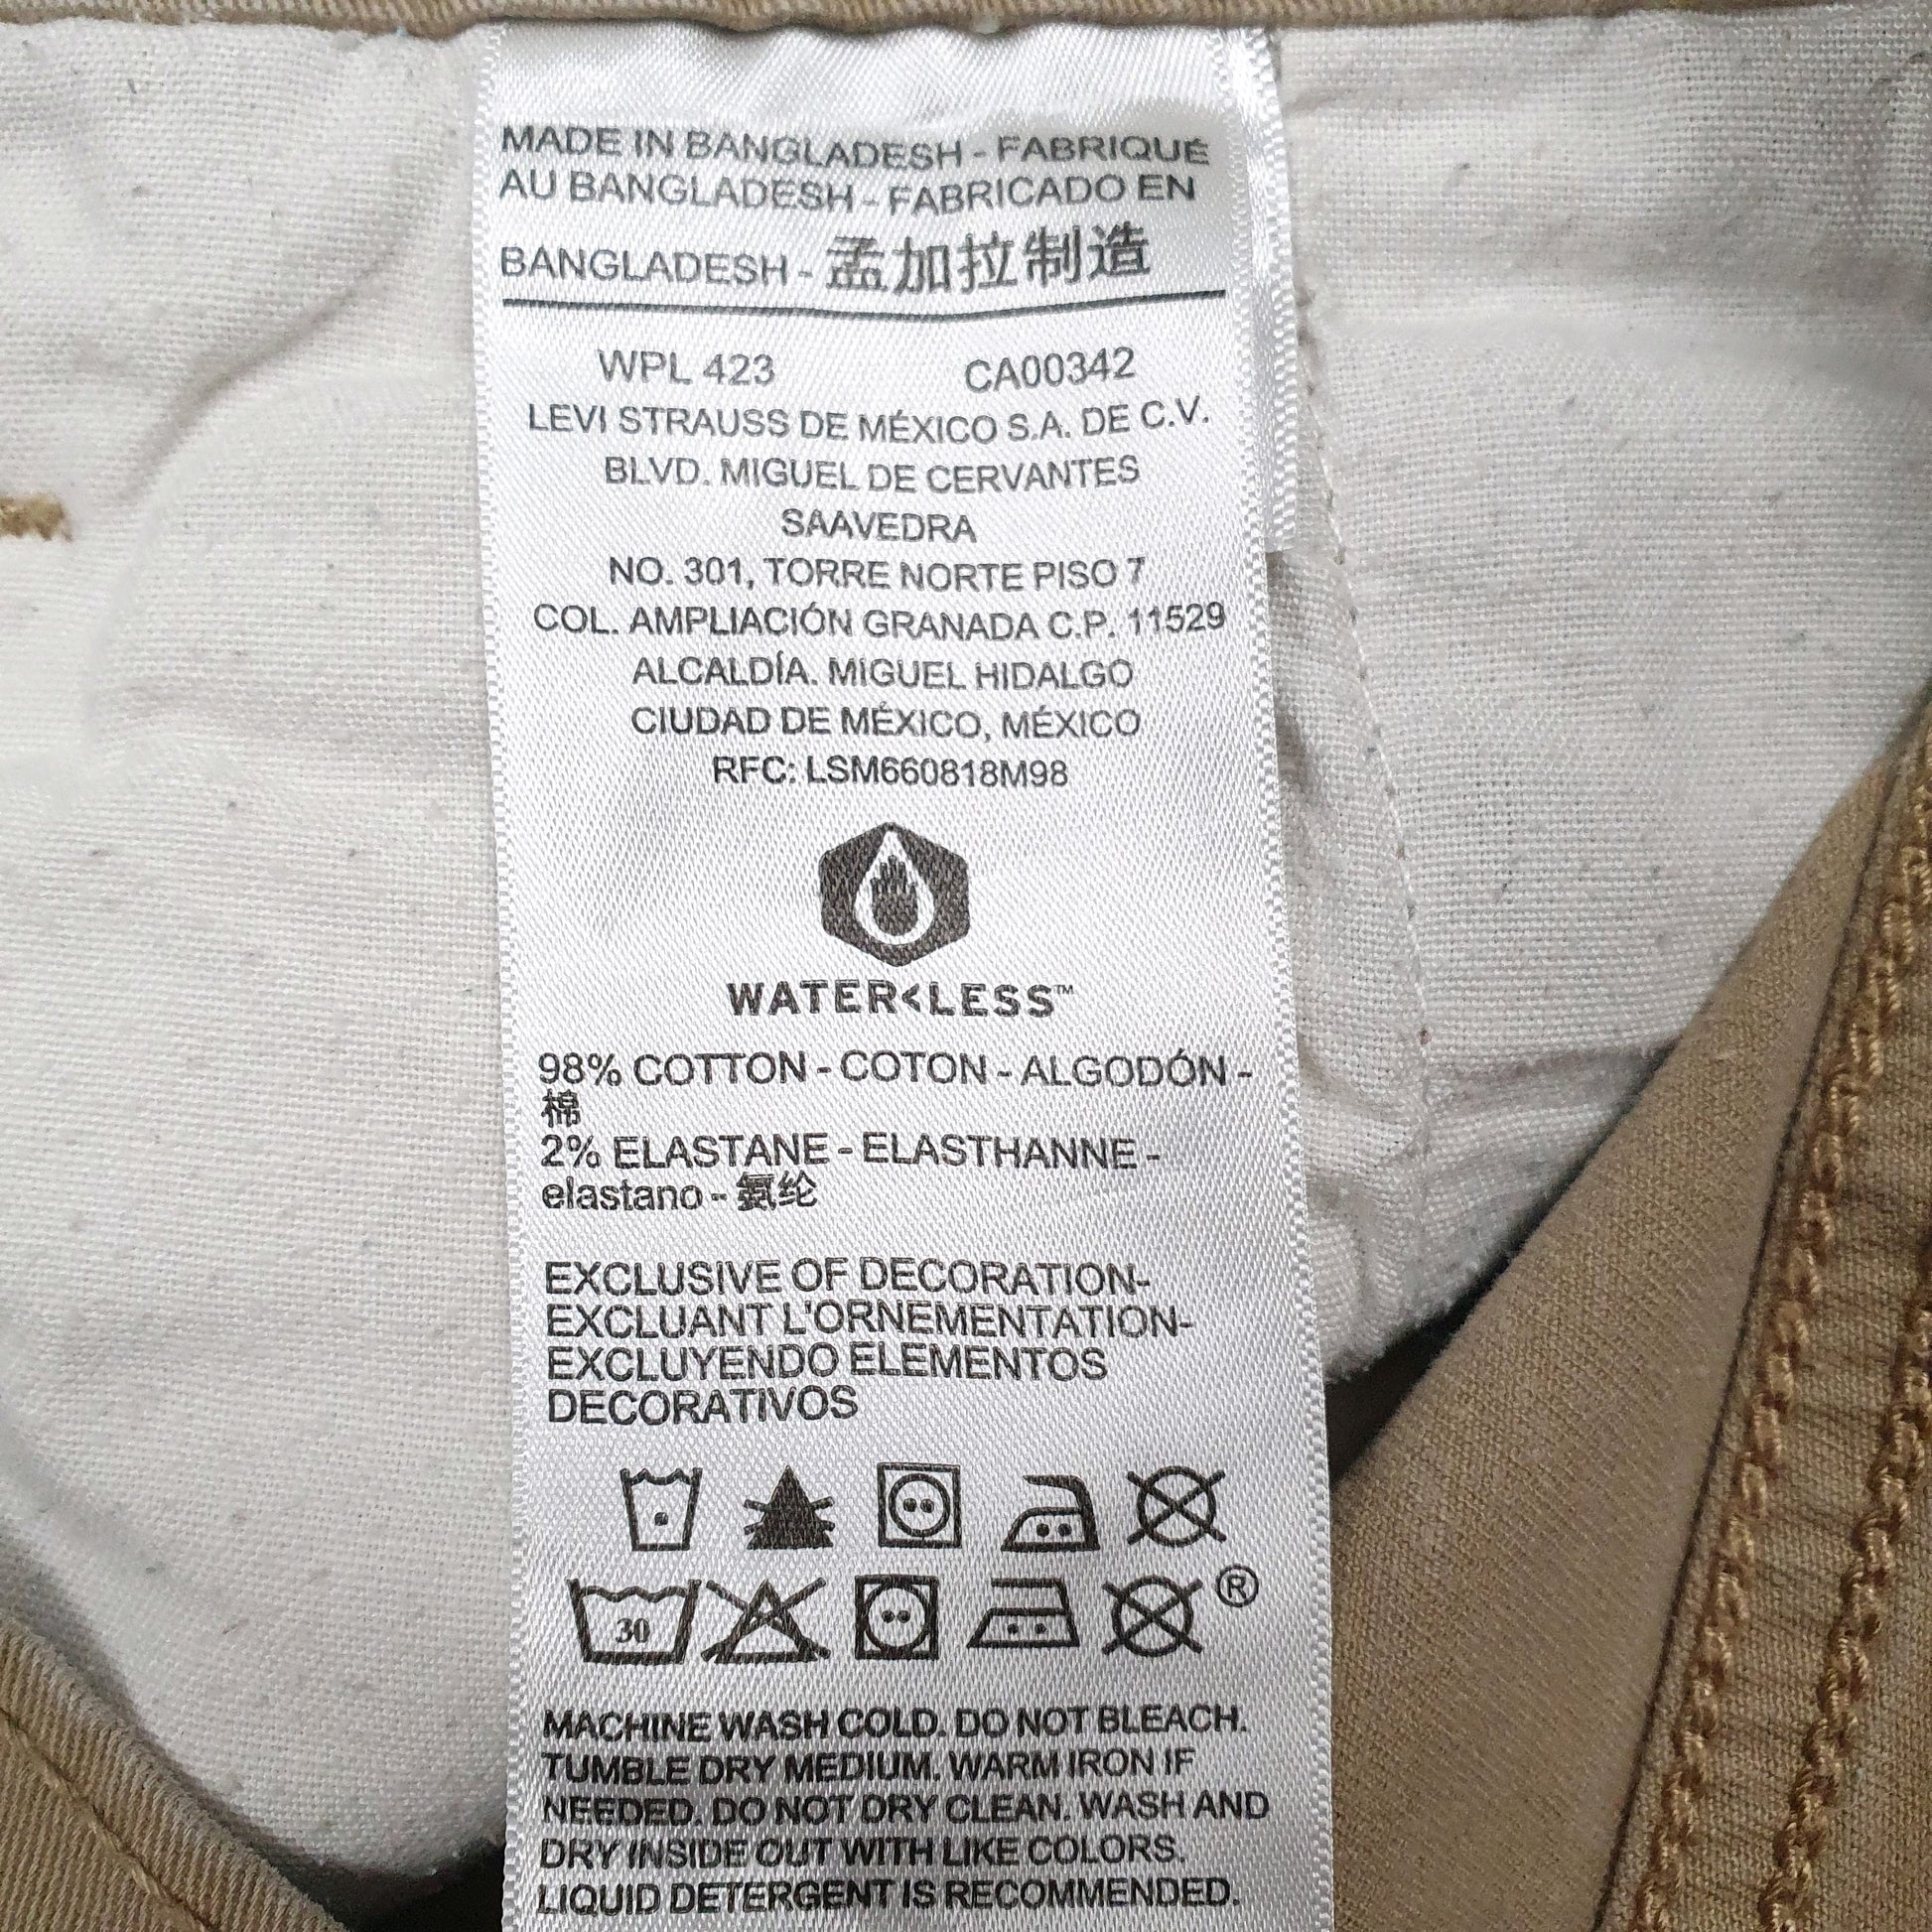 MADE IN BANGLADESH - FABRIQUÉ
AU BANGLADESH - FABRICADO EN
BANGLADESH - 孟加拉制造
WPL 423 CA00342
LEVI STRAUSS DE MÉXICO S.A. DE C.V.
BLVD. MIGUEL DE CERVANTES
SAAVEDRA
NO. 301, TORRE NORTE PISO 7
COL. AMPLIACIÓN GRANADA C.P. 11529
ALCALDÍA. MIGUEL HIDALGO
CIUDAD DE MÉXICO, MÉXICO
RFC: LSM660818M98
WATER<LESS™
98% COTTON - COTON - ALGODÓN -
棉
2% ELASTANE - ELASTHANNE -
elastano - 氨纶
EXCLUSIVE OF DECORATION-
EXCLUANT L'ORNEMENTATION-
EXCLUYENDO ELEMENTOS
DECORATIVOS
30 ®
MACHINE WASH COLD. DO NOT BLEACH.
TUMBLE DRY MEDIUM. WARM IRON IF
NEEDED. DO NOT DRY CLEAN. WASH AND
DRY INSIDE OUT WITH LIKE COLORS.
LIQUID DETERGENT IS RECOMMENDED.